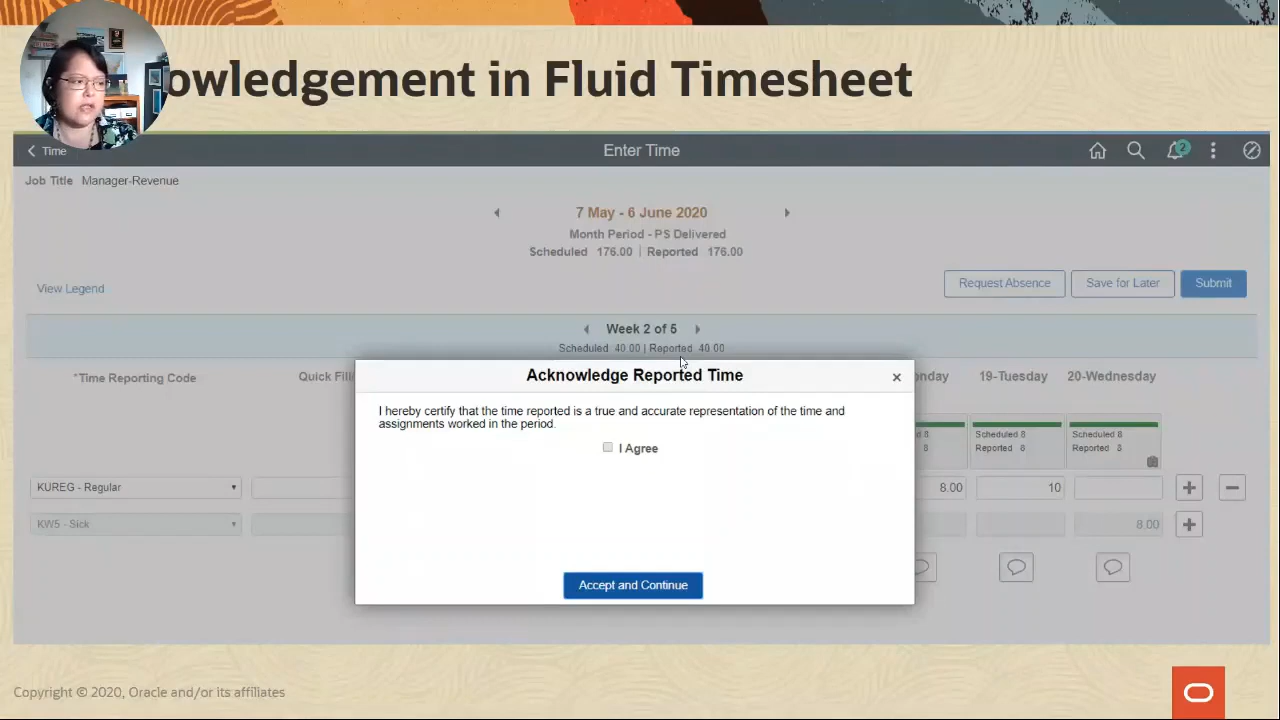 owledgement in Fluid Timesheet
Time
Enter Time
2
Job Title Manager-Revenue
7 May - 6 June 2020
Month Period - PS Delivered
Scheduled 176.00 | Reported 176.00
View Legend
Request Absence
Save for Later
Submit
Week 2 of 5
Scheduled 40.00 | Reported 40.00
*Time Reporting Code
Quick Fill
nday
19-Tuesday
20-Wednesday
Acknowledge Reported Time
I hereby certify that the time reported is a true and accurate representation of the time and
assignments worked in the period.
I Agree
Accept and Continue
d 8
8
Scheduled 8
Reported 8
Scheduled 8
Reported 8
KUREG - Regular
8.00
10
KW5 - Sick
8.00
Copyright © 2020, Oracle and/or its affiliates